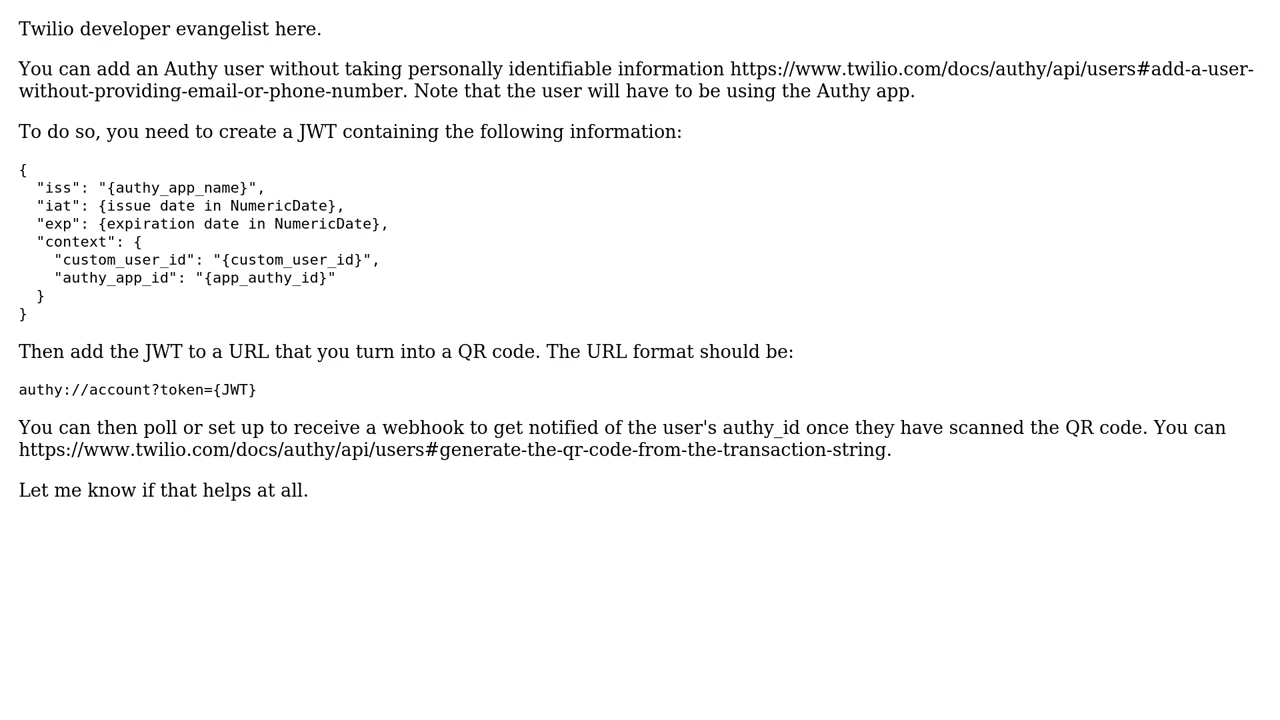 Twilio developer evangelist here.
You can add an Authy user without taking personally identifiable information https://www.twilio.com/docs/authy/api/users#add-a-user-
without-providing-email-or-phone-number. Note that the user will have to be using the Authy app.
To do so, you need to create a JWT containing the following information:
{
  "iss": "{authy_app_name}",
  "iat": {issue date in NumericDate},
  "exp": {expiration date in NumericDate},
  "context": {
    "custom_user_id": "{custom_user_id}",
    "authy_app_id": "{app_authy_id}"
  }
}
Then add the JWT to a URL that you turn into a QR code. The URL format should be:
authy://account?token={JWT}
You can then poll or set up to receive a webhook to get notified of the user's authy_id once they have scanned the QR code. You can
https://www.twilio.com/docs/authy/api/users#generate-the-qr-code-from-the-transaction-string.
Let me know if that helps at all.